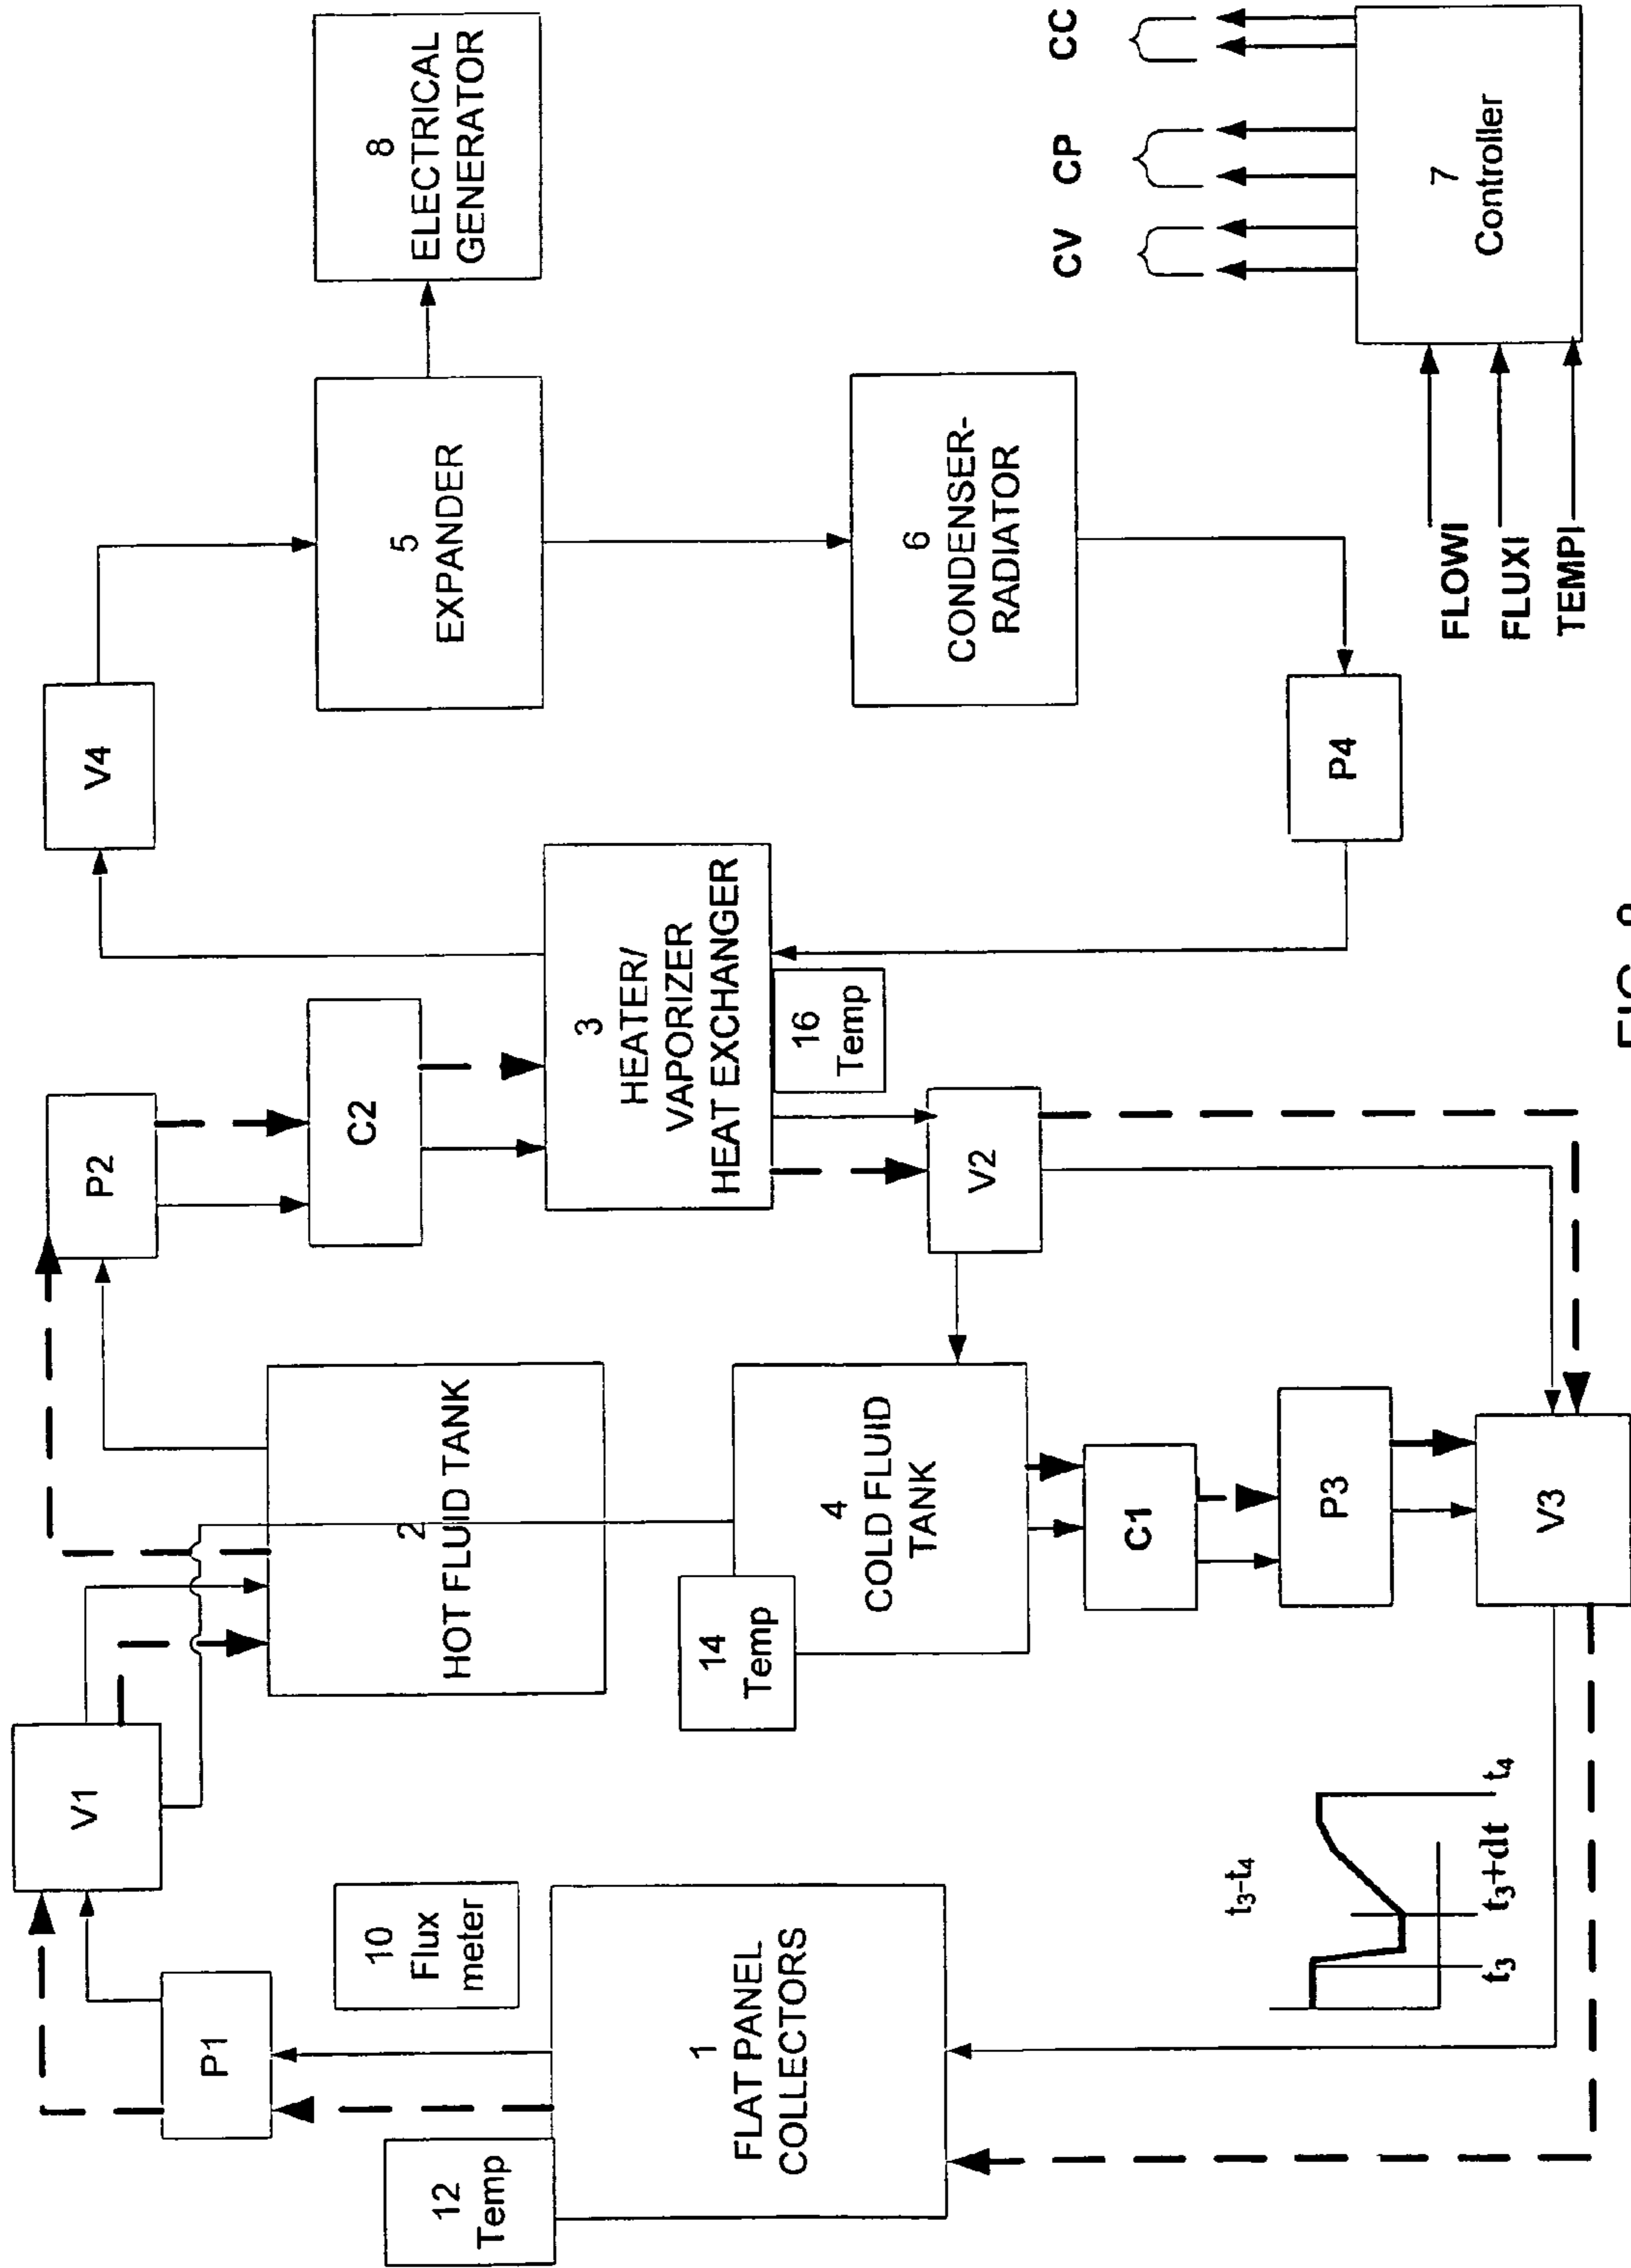 V1
P1
10
Flux
meter
12
Temp
1
FLAT PANEL
COLLECTORS
2
HOT FLUID TANK
14
Temp
4
COLD FLUID
TANK
C1
P3
V3
P2
C2
3
HEATER/
VAPORIZER
HEAT EXCHANGER
16
Temp
V2
V4
5
EXPANDER
8
ELECTRICAL
GENERATOR
6
CONDENSER-
RADIATOR
P4
CV CP CC
7
Controller
FLOWI
FLUXI
TEMPI
t₃-t₄
t₃ t₃+dt t₄
FIG.